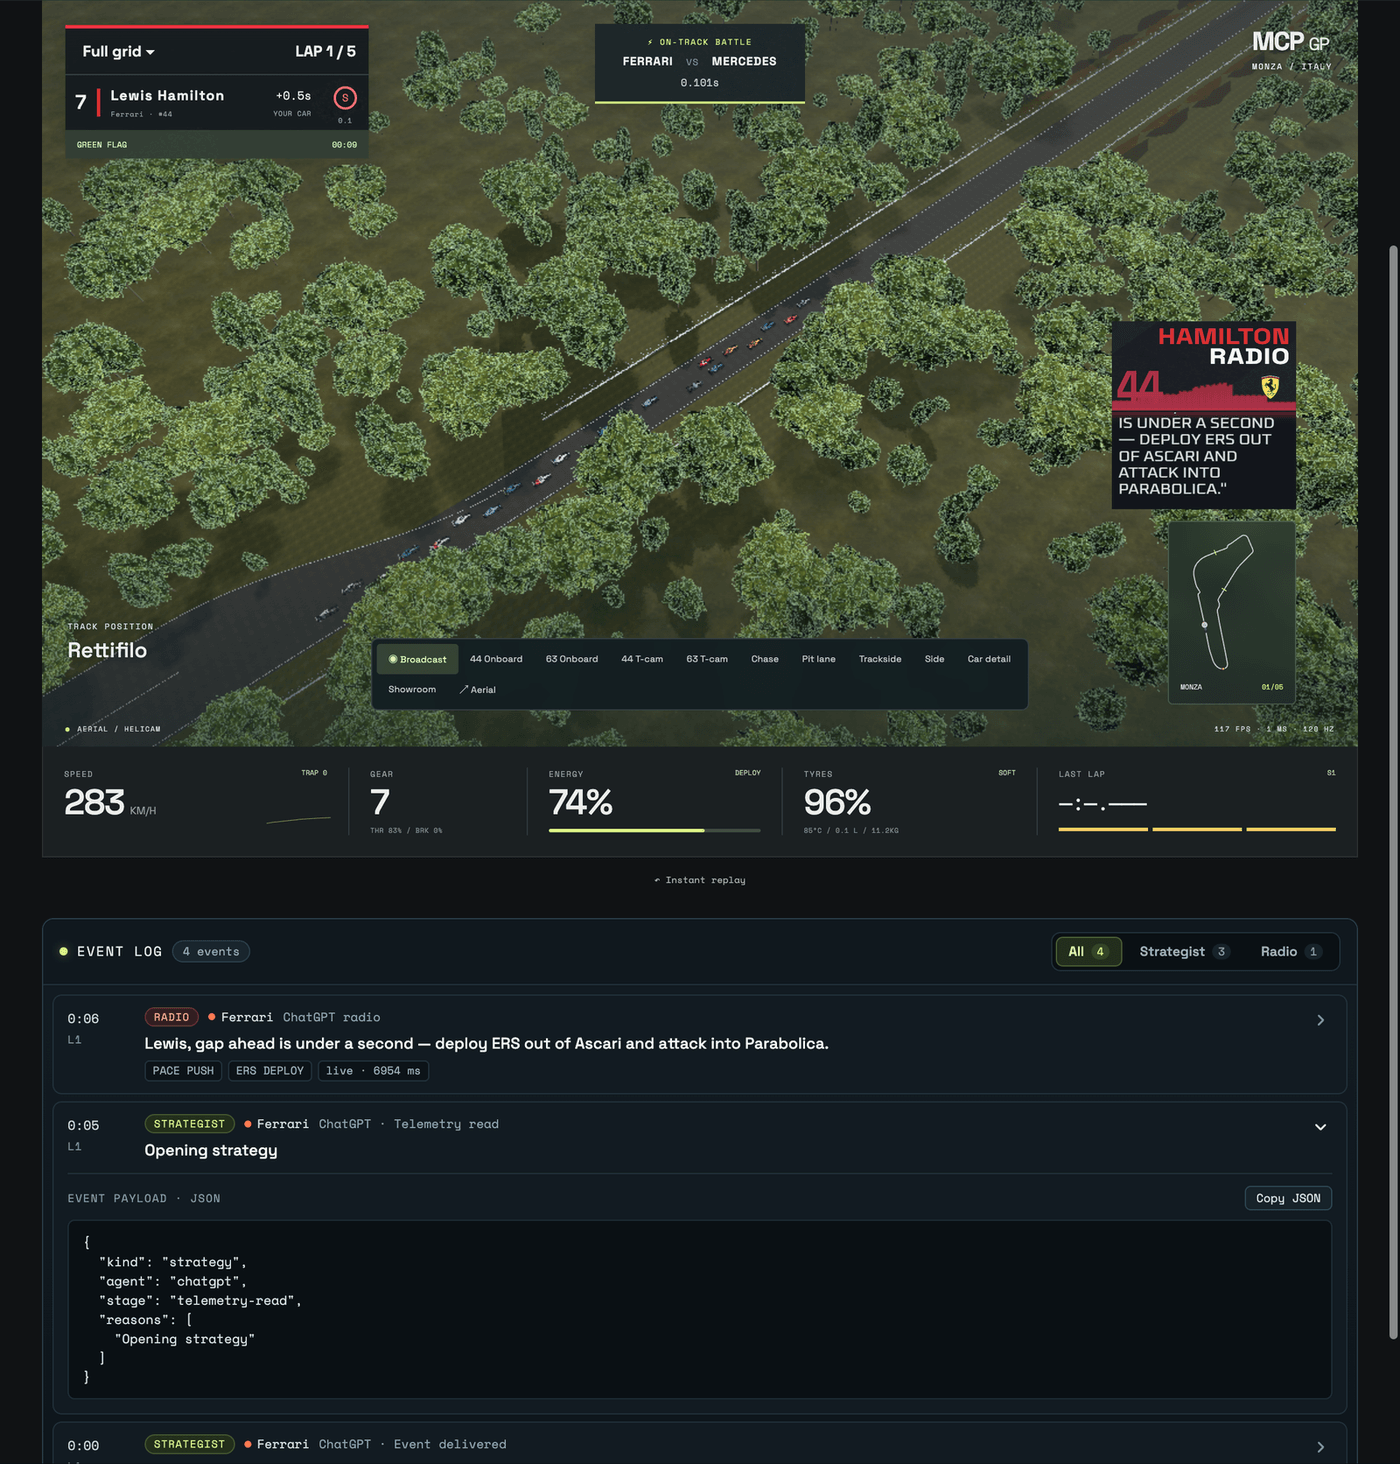 Full grid
LAP 1 / 5
7
Lewis Hamilton
Ferrari · #44
+0.5s
YOUR CAR
S
0.1
GREEN FLAG
00:09
⚡ ON-TRACK BATTLE
FERRARI VS MERCEDES
0.101s
MCP GP
MONZA / ITALY
HAMILTON
RADIO
44
IS UNDER A SECOND
— DEPLOY ERS OUT
OF ASCARI AND
ATTACK INTO
PARABOLICA."
MONZA
01/05
TRACK POSITION
Rettifilo
Broadcast
44 Onboard
63 Onboard
44 T-cam
63 T-cam
Chase
Pit lane
Trackside
Side
Car detail
Showroom
Aerial
AERIAL / HELICAM
117 FPS · 1 MS · 120 HZ
SPEED
TRAP 0
283 KM/H
GEAR
7
THR 83% / BRK 0%
ENERGY
DEPLOY
74%
TYRES
SOFT
96%
85°C / 0.1 L / 11.2KG
LAST LAP
S1
—:—.———
↶ Instant replay
EVENT LOG
4 events
All 4
Strategist 3
Radio 1
0:06
L1
RADIO
Ferrari ChatGPT radio
Lewis, gap ahead is under a second — deploy ERS out of Ascari and attack into Parabolica.
PACE PUSH
ERS DEPLOY
live · 6954 ms
0:05
L1
STRATEGIST
Ferrari ChatGPT · Telemetry read
Opening strategy
EVENT PAYLOAD · JSON
Copy JSON
{
"kind": "strategy",
"agent": "chatgpt",
"stage": "telemetry-read",
"reasons": [
"Opening strategy"
]
}
0:00
STRATEGIST
Ferrari ChatGPT · Event delivered